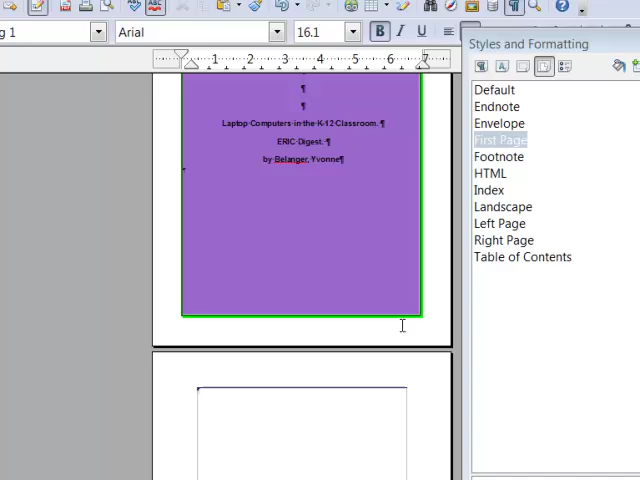 g 1
Arial
16.1
B I U
Styles and Formatting
1 2 3 4 5 6 7
Default
Endnote
Envelope
First Page
Footnote
HTML
Index
Landscape
Left Page
Right Page
Table of Contents
¶
¶
Laptop·Computers·in·the·K-12·Classroom.·¶
ERIC·Digest.·¶
by·Belanger,·Yvonne¶